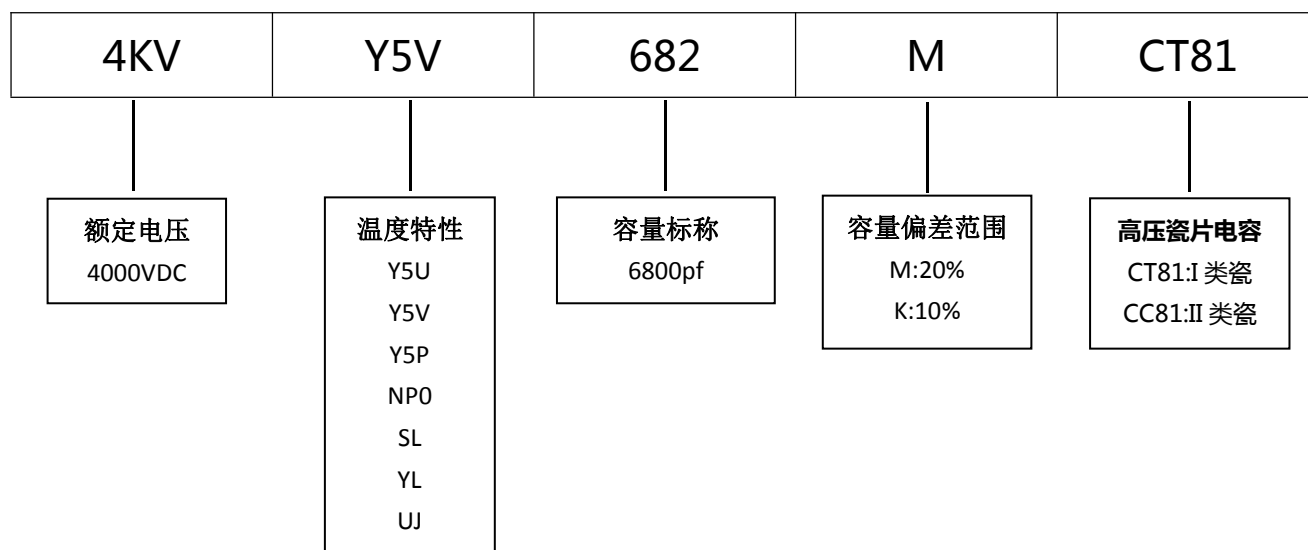 4KV Y5V 682 M CT81
额定电压
4000VDC
温度特性
Y5U
Y5V
Y5P
NP0
SL
YL
UJ
容量标称
6800pf
容量偏差范围
M:20%
K:10%
高压瓷片电容
CT81:I 类瓷
CC81:II 类瓷